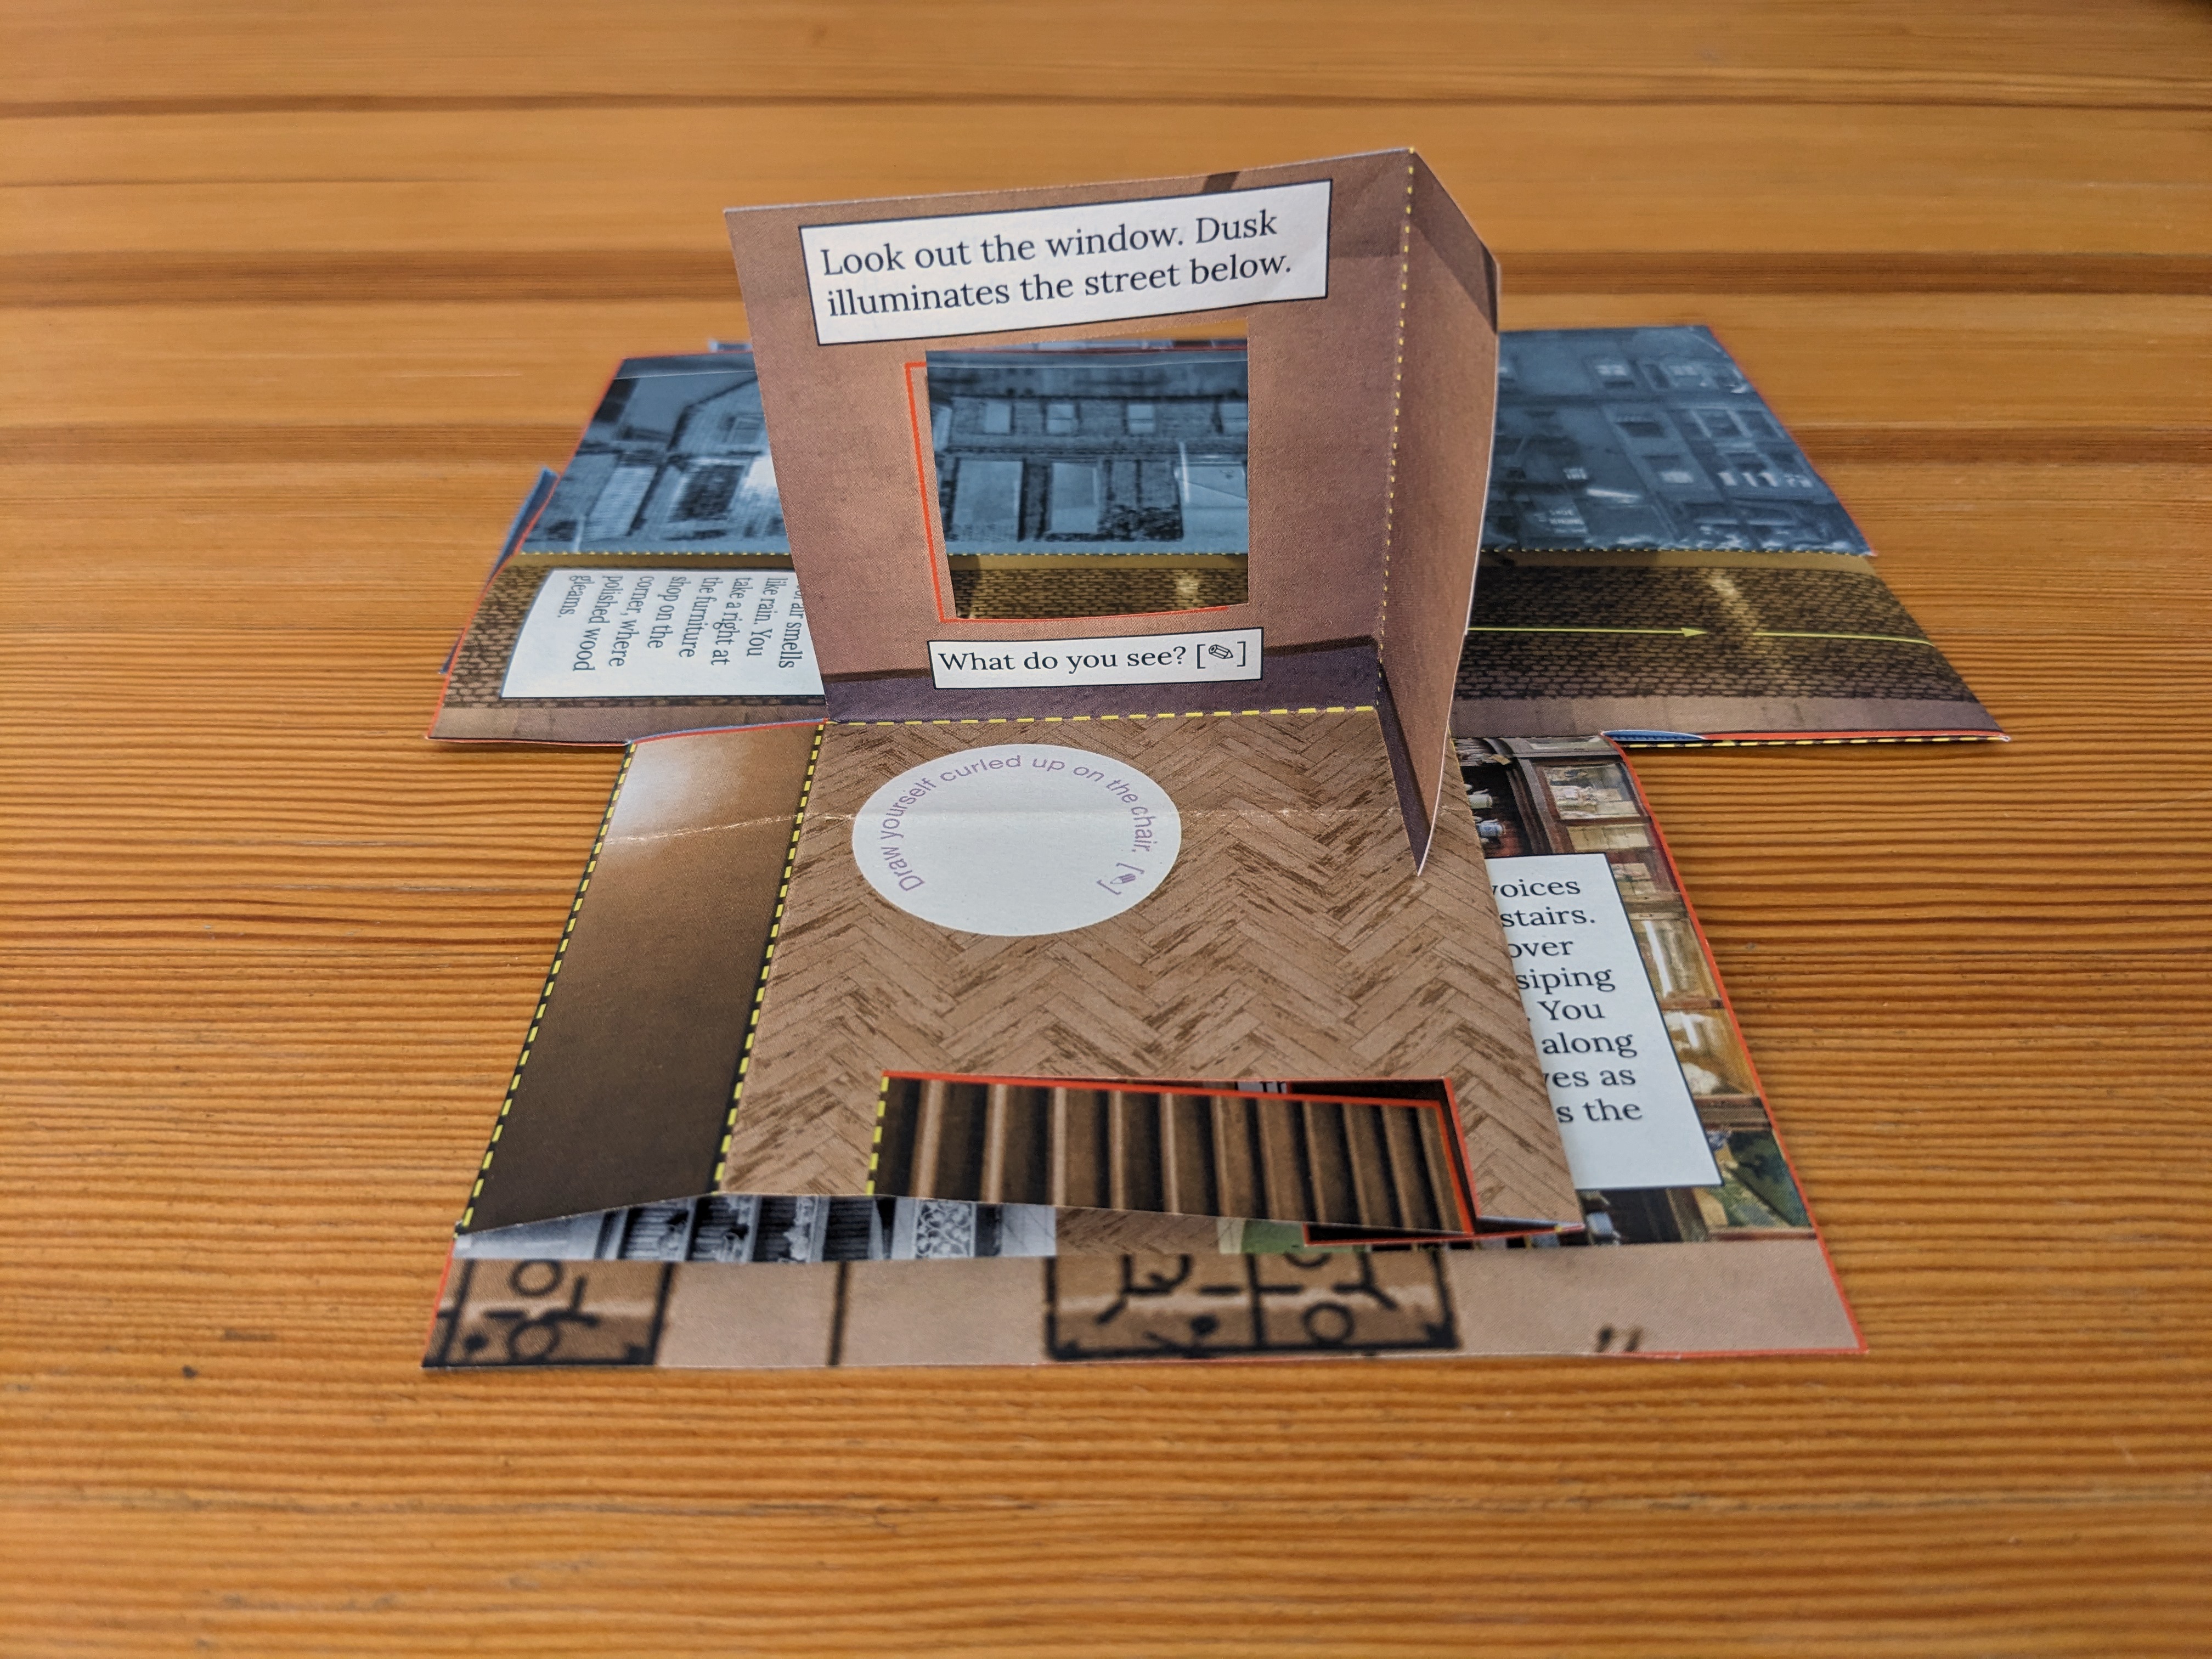 Look out the window. Dusk
illuminates the street below.
What do you see? [✎]
air smells
like rain. You
take a right at
the furniture
shop on the
corner, where
polished wood
gleams.
Draw yourself curled up on the chair. [✎]
voices
stairs.
over
siping
. You
along
ves as
s the